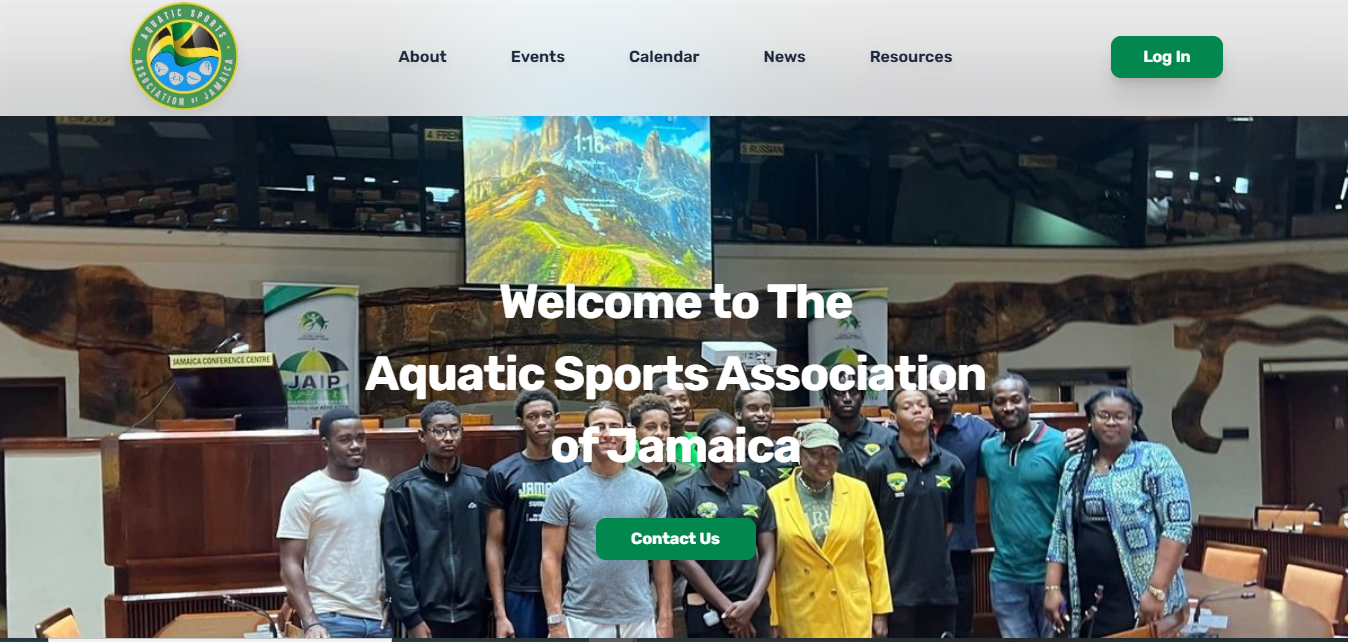 AQUATIC SPORTS
ASSOCIATION of JAMAICA
About
Events
Calendar
News
Resources
Log In
4 FREN
5 RUSSIAN
1:16
Welcome to The
JAMAICA CONFERENCE CENTRE
Aquatic Sports Association
JAIP
of Jamaica
Contact Us